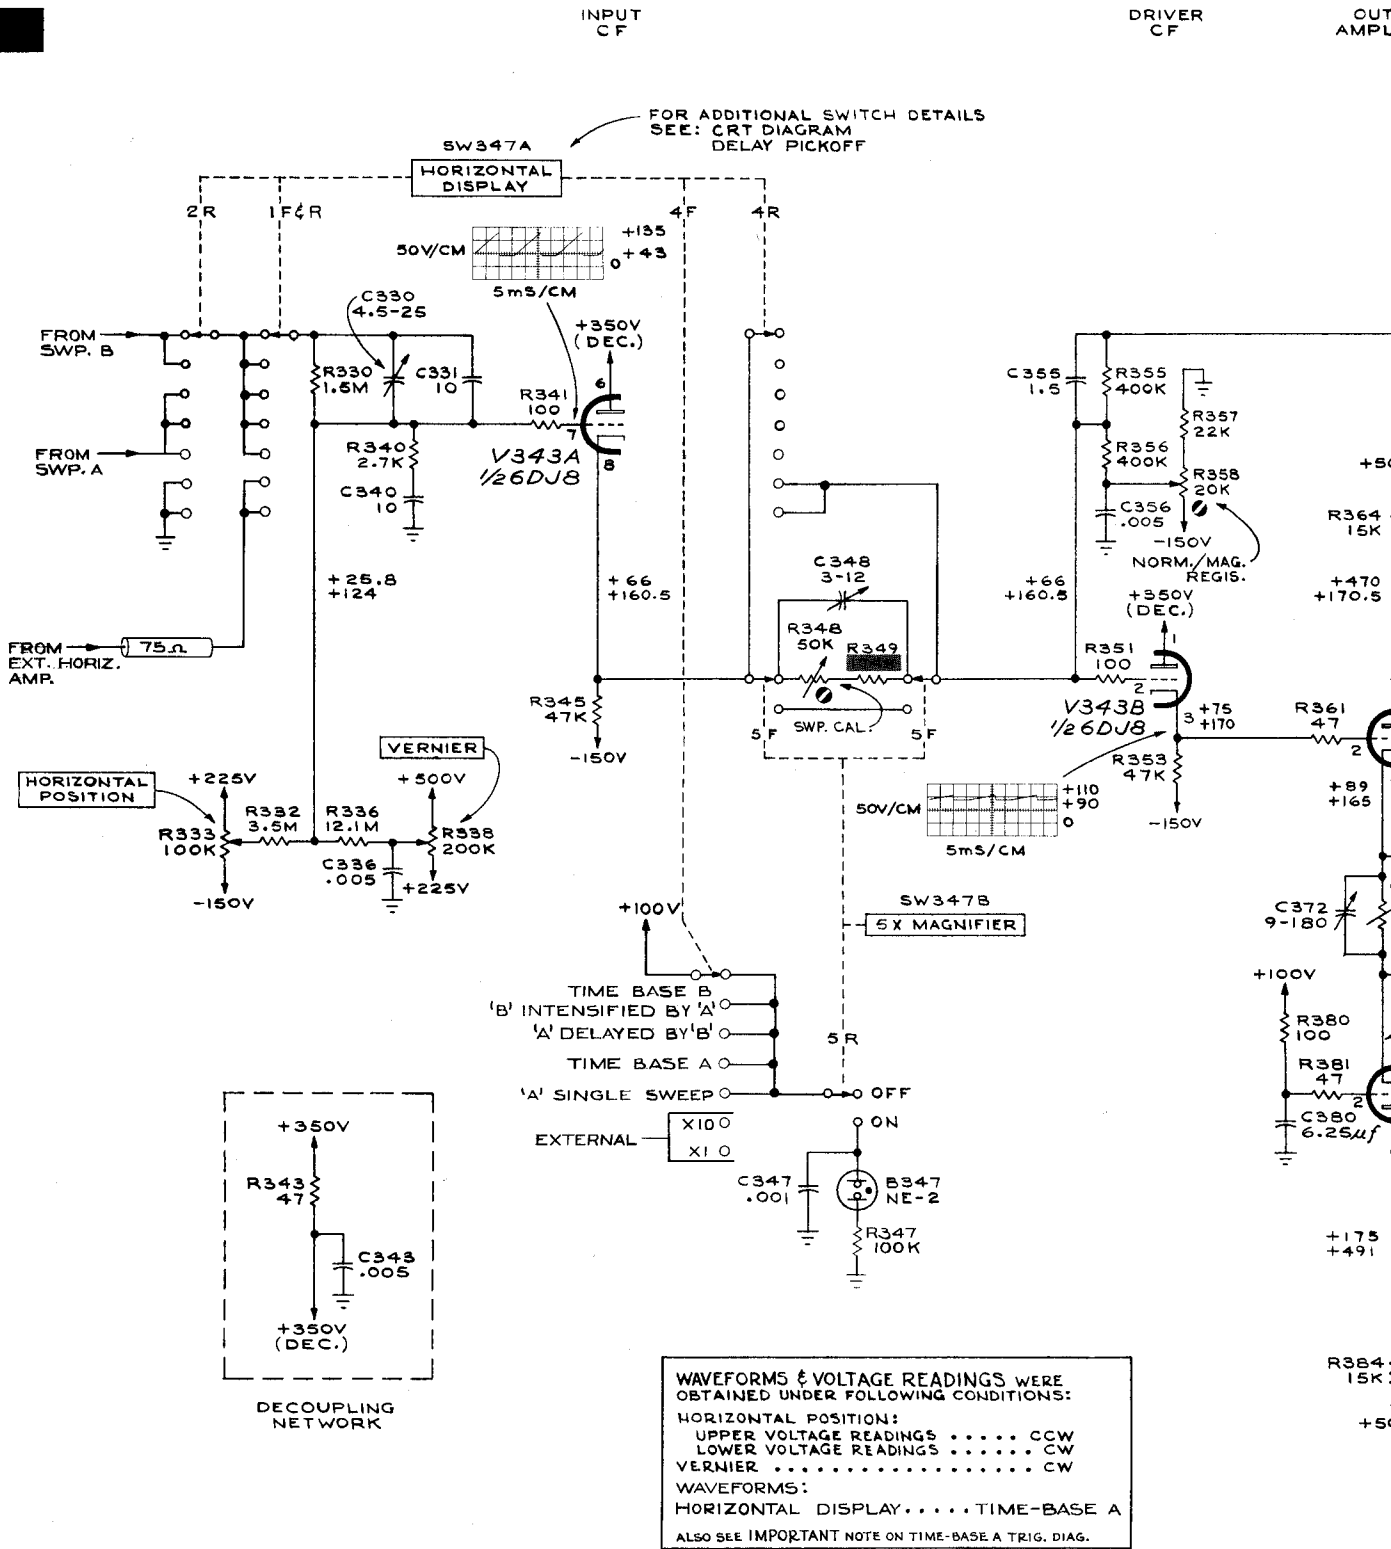 INPUT
CF
DRIVER
CF
OUT
AMPL
FOR ADDITIONAL SWITCH DETAILS
SEE: CRT DIAGRAM
DELAY PICKOFF
SW347A
HORIZONTAL
DISPLAY
2R
1F&R
4F
4R
50V/CM
+135
+43
0
5mS/CM
C330
4.5-25
FROM
SWP. B
+350V
(DEC.)
R330
1.5M
C331
10
R341
100
6
7
8
V343A
1/2 6DJ8
R340
2.7K
C340
10
FROM
SWP. A
C355
1.5
R355
400K
R357
22K
R356
400K
R358
20K
C356
.005
-150V
NORM./MAG.
REGIS.
+50
R364
15K
+470
+170.5
+25.8
+124
+66
+160.5
C348
3-12
R348
50K
R349
SWP. CAL.
5F
5F
+66
+160.5
+350V
(DEC.)
1
R351
100
2
V343B
1/2 6DJ8
3
+75
+170
R353
47K
-150V
R361
47
2
+89
+165
FROM
EXT. HORIZ.
AMP.
75Ω
R345
47K
-150V
VERNIER
HORIZONTAL
POSITION
+225V
+500V
R333
100K
R332
3.5M
R336
12.1M
R338
200K
C336
.005
+225V
-150V
50V/CM
+110
+90
0
5mS/CM
SW347B
5X MAGNIFIER
C372
9-180
+100V
R380
100
R381
47
2
C380
6.25µf
+100V
TIME BASE B
'B' INTENSIFIED BY 'A'
'A' DELAYED BY 'B'
TIME BASE A
'A' SINGLE SWEEP
5R
OFF
ON
EXTERNAL
X10
X1
C347
.001
B347
NE-2
R347
100K
+350V
R343
47
C343
.005
+350V
(DEC.)
DECOUPLING
NETWORK
+175
+491
R384
15K
+50
WAVEFORMS & VOLTAGE READINGS WERE
OBTAINED UNDER FOLLOWING CONDITIONS:
HORIZONTAL POSITION:
UPPER VOLTAGE READINGS ..... CCW
LOWER VOLTAGE READINGS ...... CW
VERNIER .................. CW
WAVEFORMS:
HORIZONTAL DISPLAY ..... TIME-BASE A
ALSO SEE IMPORTANT NOTE ON TIME-BASE A TRIG. DIAG.